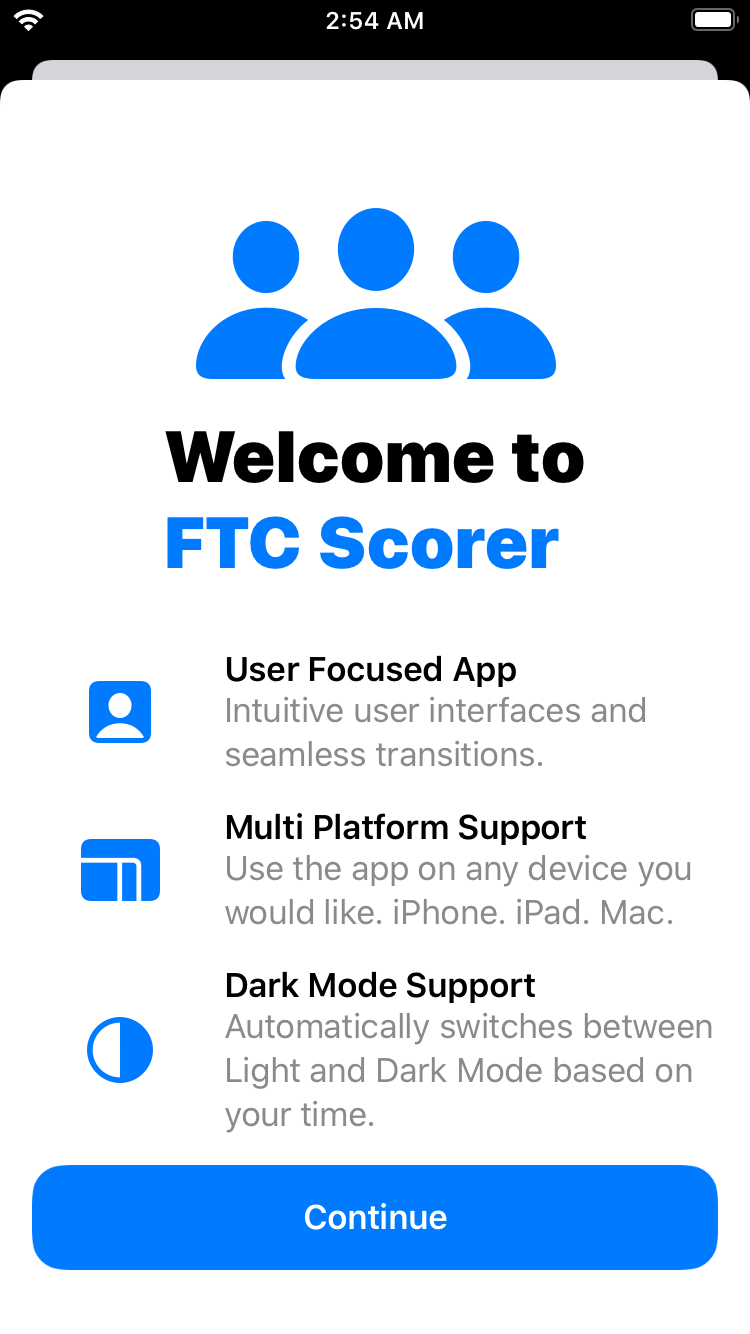 2:54 AM
Welcome to
FTC Scorer
User Focused App
Intuitive user interfaces and
seamless transitions.
Multi Platform Support
Use the app on any device you
would like. iPhone. iPad. Mac.
Dark Mode Support
Automatically switches between
Light and Dark Mode based on
your time.
Continue